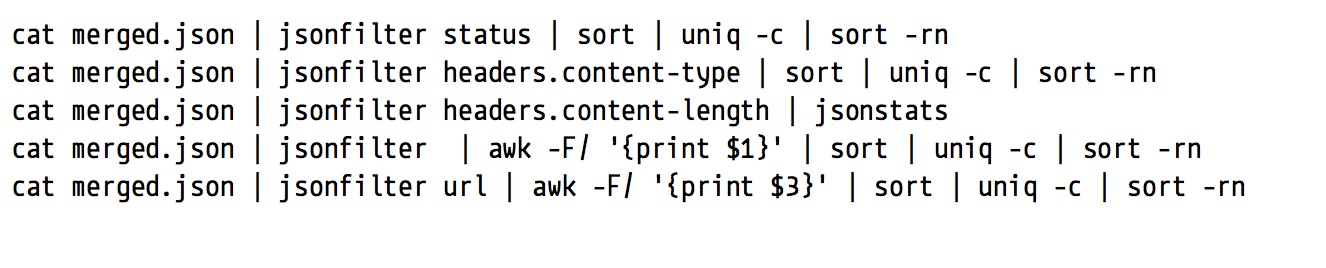 cat merged.json | jsonfilter status | sort | uniq -c | sort -rn
cat merged.json | jsonfilter headers.content-type | sort | uniq -c | sort -rn
cat merged.json | jsonfilter headers.content-length | jsonstats
cat merged.json | jsonfilter  | awk -F/ '{print $1}' | sort | uniq -c | sort -rn
cat merged.json | jsonfilter url | awk -F/ '{print $3}' | sort | uniq -c | sort -rn